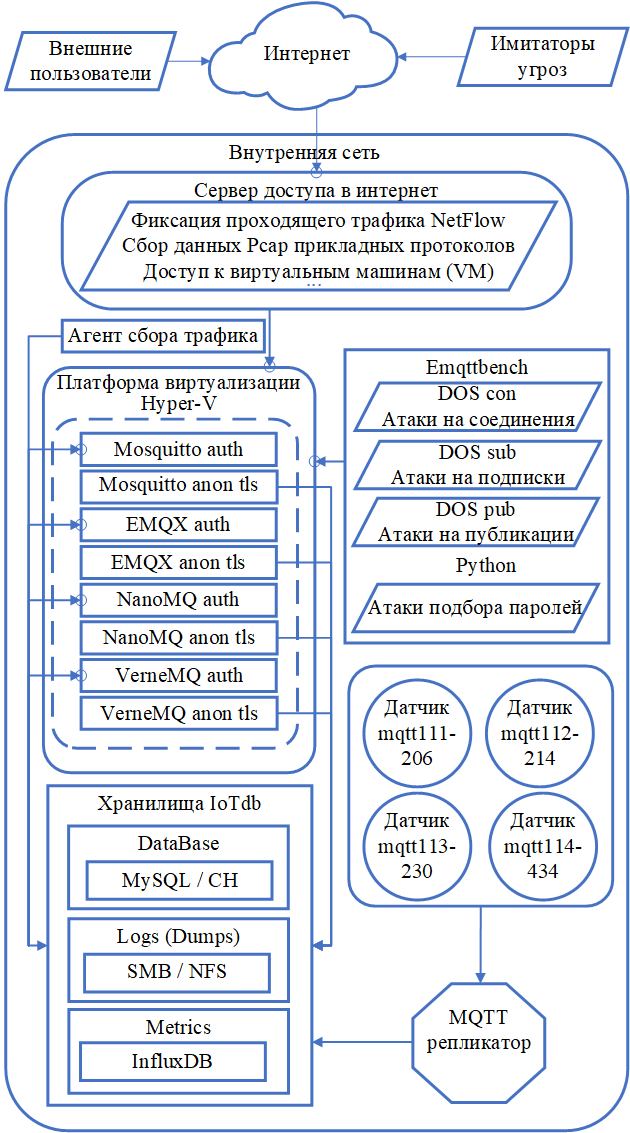 Внешние
пользователи
Интернет
Имитаторы
угроз
Внутренняя сеть
Сервер доступа в интернет
Фиксация проходящего трафика NetFlow
Сбор данных Pcap прикладных протоколов
Доступ к виртуальным машинам (VM)
...
Агент сбора трафика
Платформа виртуализации
Hyper-V
Mosquitto auth
Mosquitto anon tls
EMQX auth
EMQX anon tls
NanoMQ auth
NanoMQ anon tls
VerneMQ auth
VerneMQ anon tls
Emqttbench
DOS con
Атаки на соединения
DOS sub
Атаки на подписки
DOS pub
Атаки на публикации
Python
Атаки подбора паролей
Датчик
mqtt111-
206
Датчик
mqtt112-
214
Датчик
mqtt113-
230
Датчик
mqtt114-
434
Хранилища IoTdb
DataBase
MySQL / CH
Logs (Dumps)
SMB / NFS
Metrics
InfluxDB
MQTT
репликатор